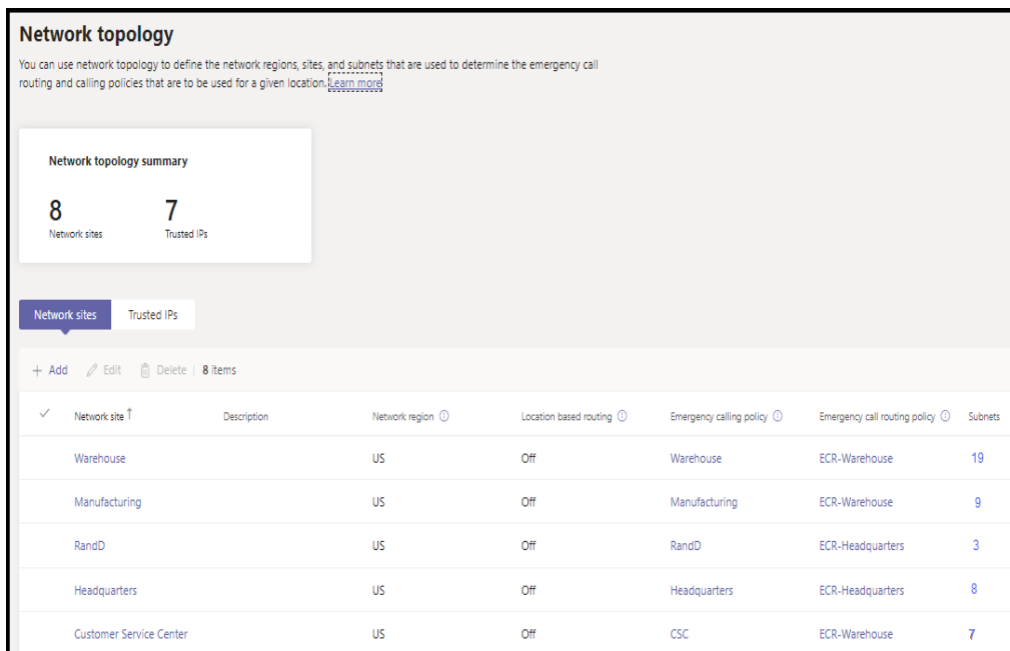 Network topology
You can use network topology to define the network regions, sites, and subnets that are used to determine the emergency call
routing and calling policies that are to be used for a given location. Learn more
Network topology summary
8 7
Network sites Trusted IPs
Network sites Trusted IPs
+ Add Edit Delete | 8 items
Network site ↑ Description Network region Location based routing Emergency calling policy Emergency call routing policy Subnets
Warehouse US Off Warehouse ECR-Warehouse 19
Manufacturing US Off Manufacturing ECR-Warehouse 9
RandD US Off RandD ECR-Headquarters 3
Headquarters US Off Headquarters ECR-Headquarters 8
Customer Service Center US Off CSC ECR-Warehouse 7